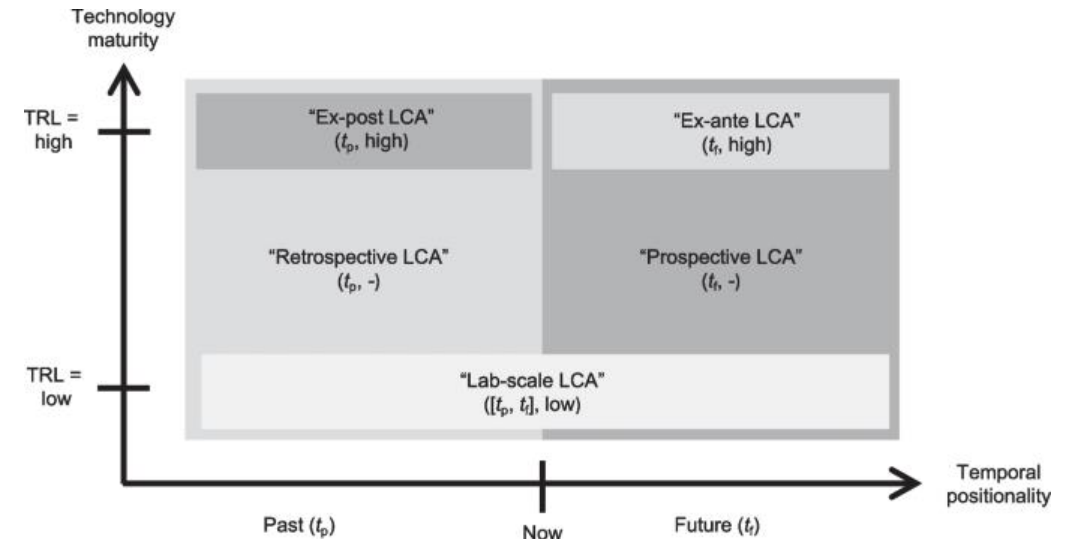 Technology
maturity
TRL =
high
“Ex-post LCA”
(tp, high)
“Ex-ante LCA”
(tf, high)
“Retrospective LCA”
(tp, -)
“Prospective LCA”
(tf, -)
TRL =
low
“Lab-scale LCA”
([tp, tf], low)
Temporal
positionality
Past (tp)
Now
Future (tf)